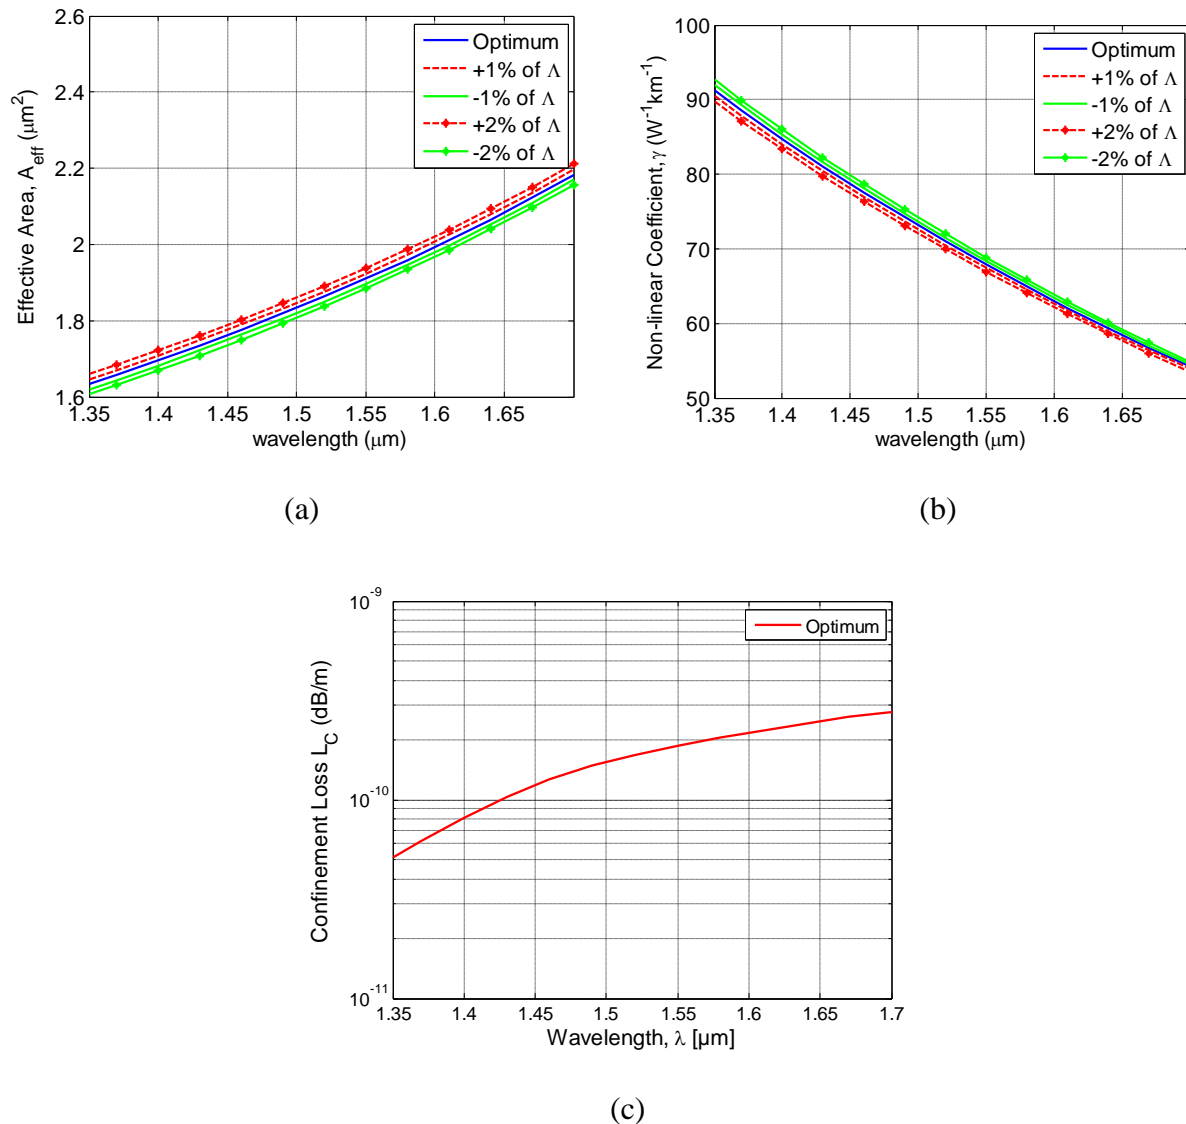 2.6
2.4
2.2
2
1.8
1.6
Effective Area, A_eff (μm²)
Optimum
+1% of Λ
-1% of Λ
+2% of Λ
-2% of Λ
1.35 1.4 1.45 1.5 1.55 1.6 1.65
wavelength (μm)
(a)
100
90
80
70
60
50
Non-linear Coefficient,γ (W⁻¹km⁻¹)
Optimum
+1% of Λ
-1% of Λ
+2% of Λ
-2% of Λ
1.35 1.4 1.45 1.5 1.55 1.6 1.65
wavelength (μm)
(b)
10⁻⁹
10⁻¹⁰
10⁻¹¹
Confinement Loss L_C (dB/m)
Optimum
1.35 1.4 1.45 1.5 1.55 1.6 1.65 1.7
Wavelength, λ [µm]
(c)